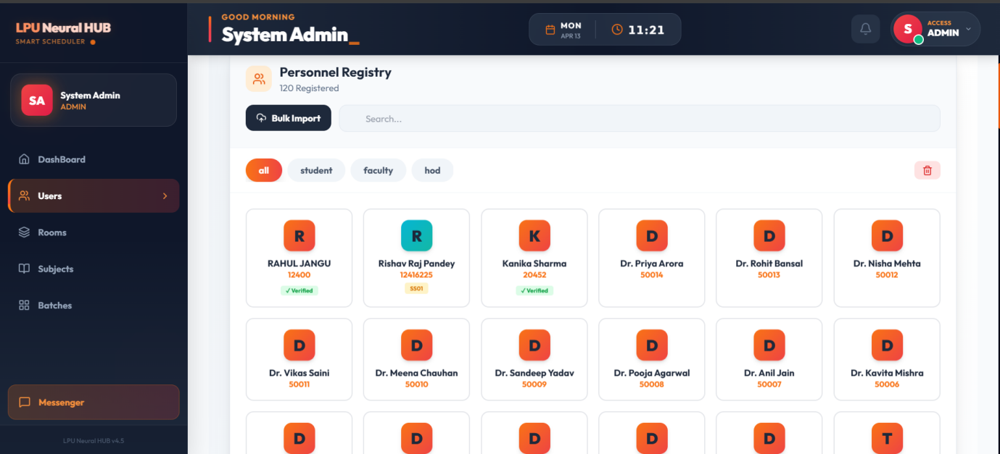 LPU Neural HUB
SMART SCHEDULER
SA
System Admin
ADMIN
DashBoard
Users
Rooms
Subjects
Batches
Messenger
LPU Neural HUB v4.5
GOOD MORNING
System Admin_
MON
APR 13
11:21
S
ACCESS
ADMIN
Personnel Registry
120 Registered
Bulk Import
Search...
all
student
faculty
hod
R
RAHUL JANGU
12400
✓ Verified
R
Rishav Raj Pandey
12416225
SS01
K
Kanika Sharma
20452
✓ Verified
D
Dr. Priya Arora
50014
D
Dr. Rohit Bansal
50013
D
Dr. Nisha Mehta
50012
D
Dr. Vikas Saini
50011
D
Dr. Meena Chauhan
50010
D
Dr. Sandeep Yadav
50009
D
Dr. Pooja Agarwal
50008
D
Dr. Anil Jain
50007
D
Dr. Kavita Mishra
50006
D
D
D
D
D
T